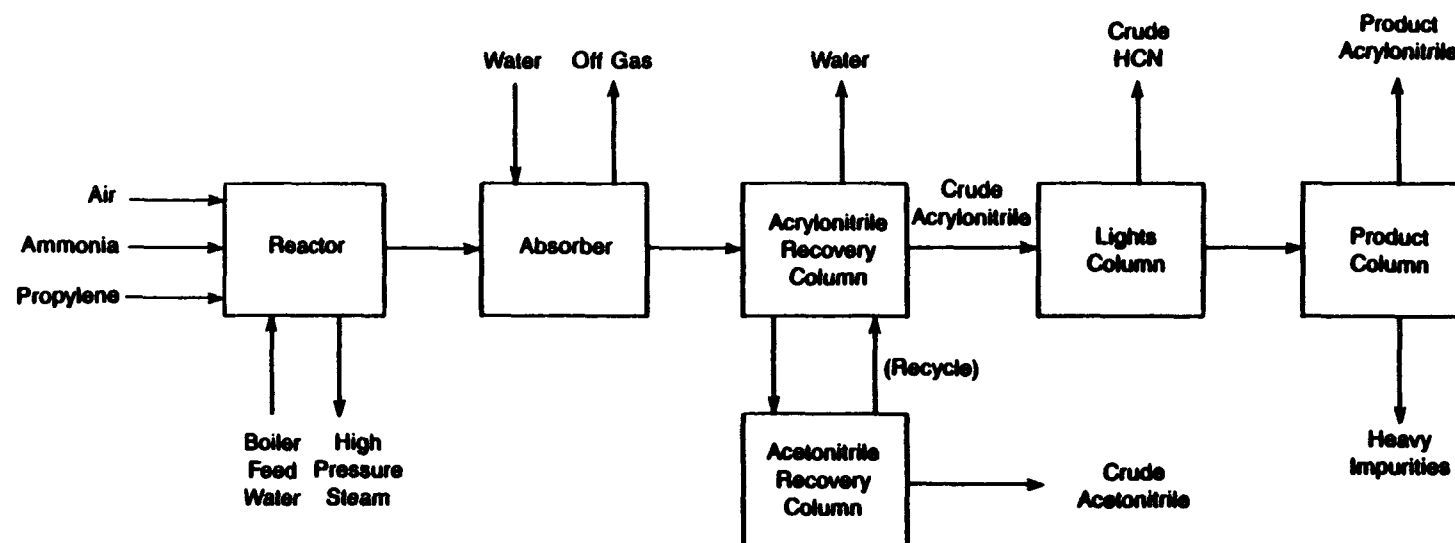 Water
Off Gas
Water
Crude
HCN
Product
Acrylonitrile
Air
Ammonia
Propylene
Reactor
Absorber
Acrylonitrile
Recovery
Column
Crude
Acrylonitrile
Lights
Column
Product
Column
(Recycle)
Boiler
Feed
Water
High
Pressure
Steam
Acetonitrile
Recovery
Column
Crude
Acetonitrile
Heavy
Impurities